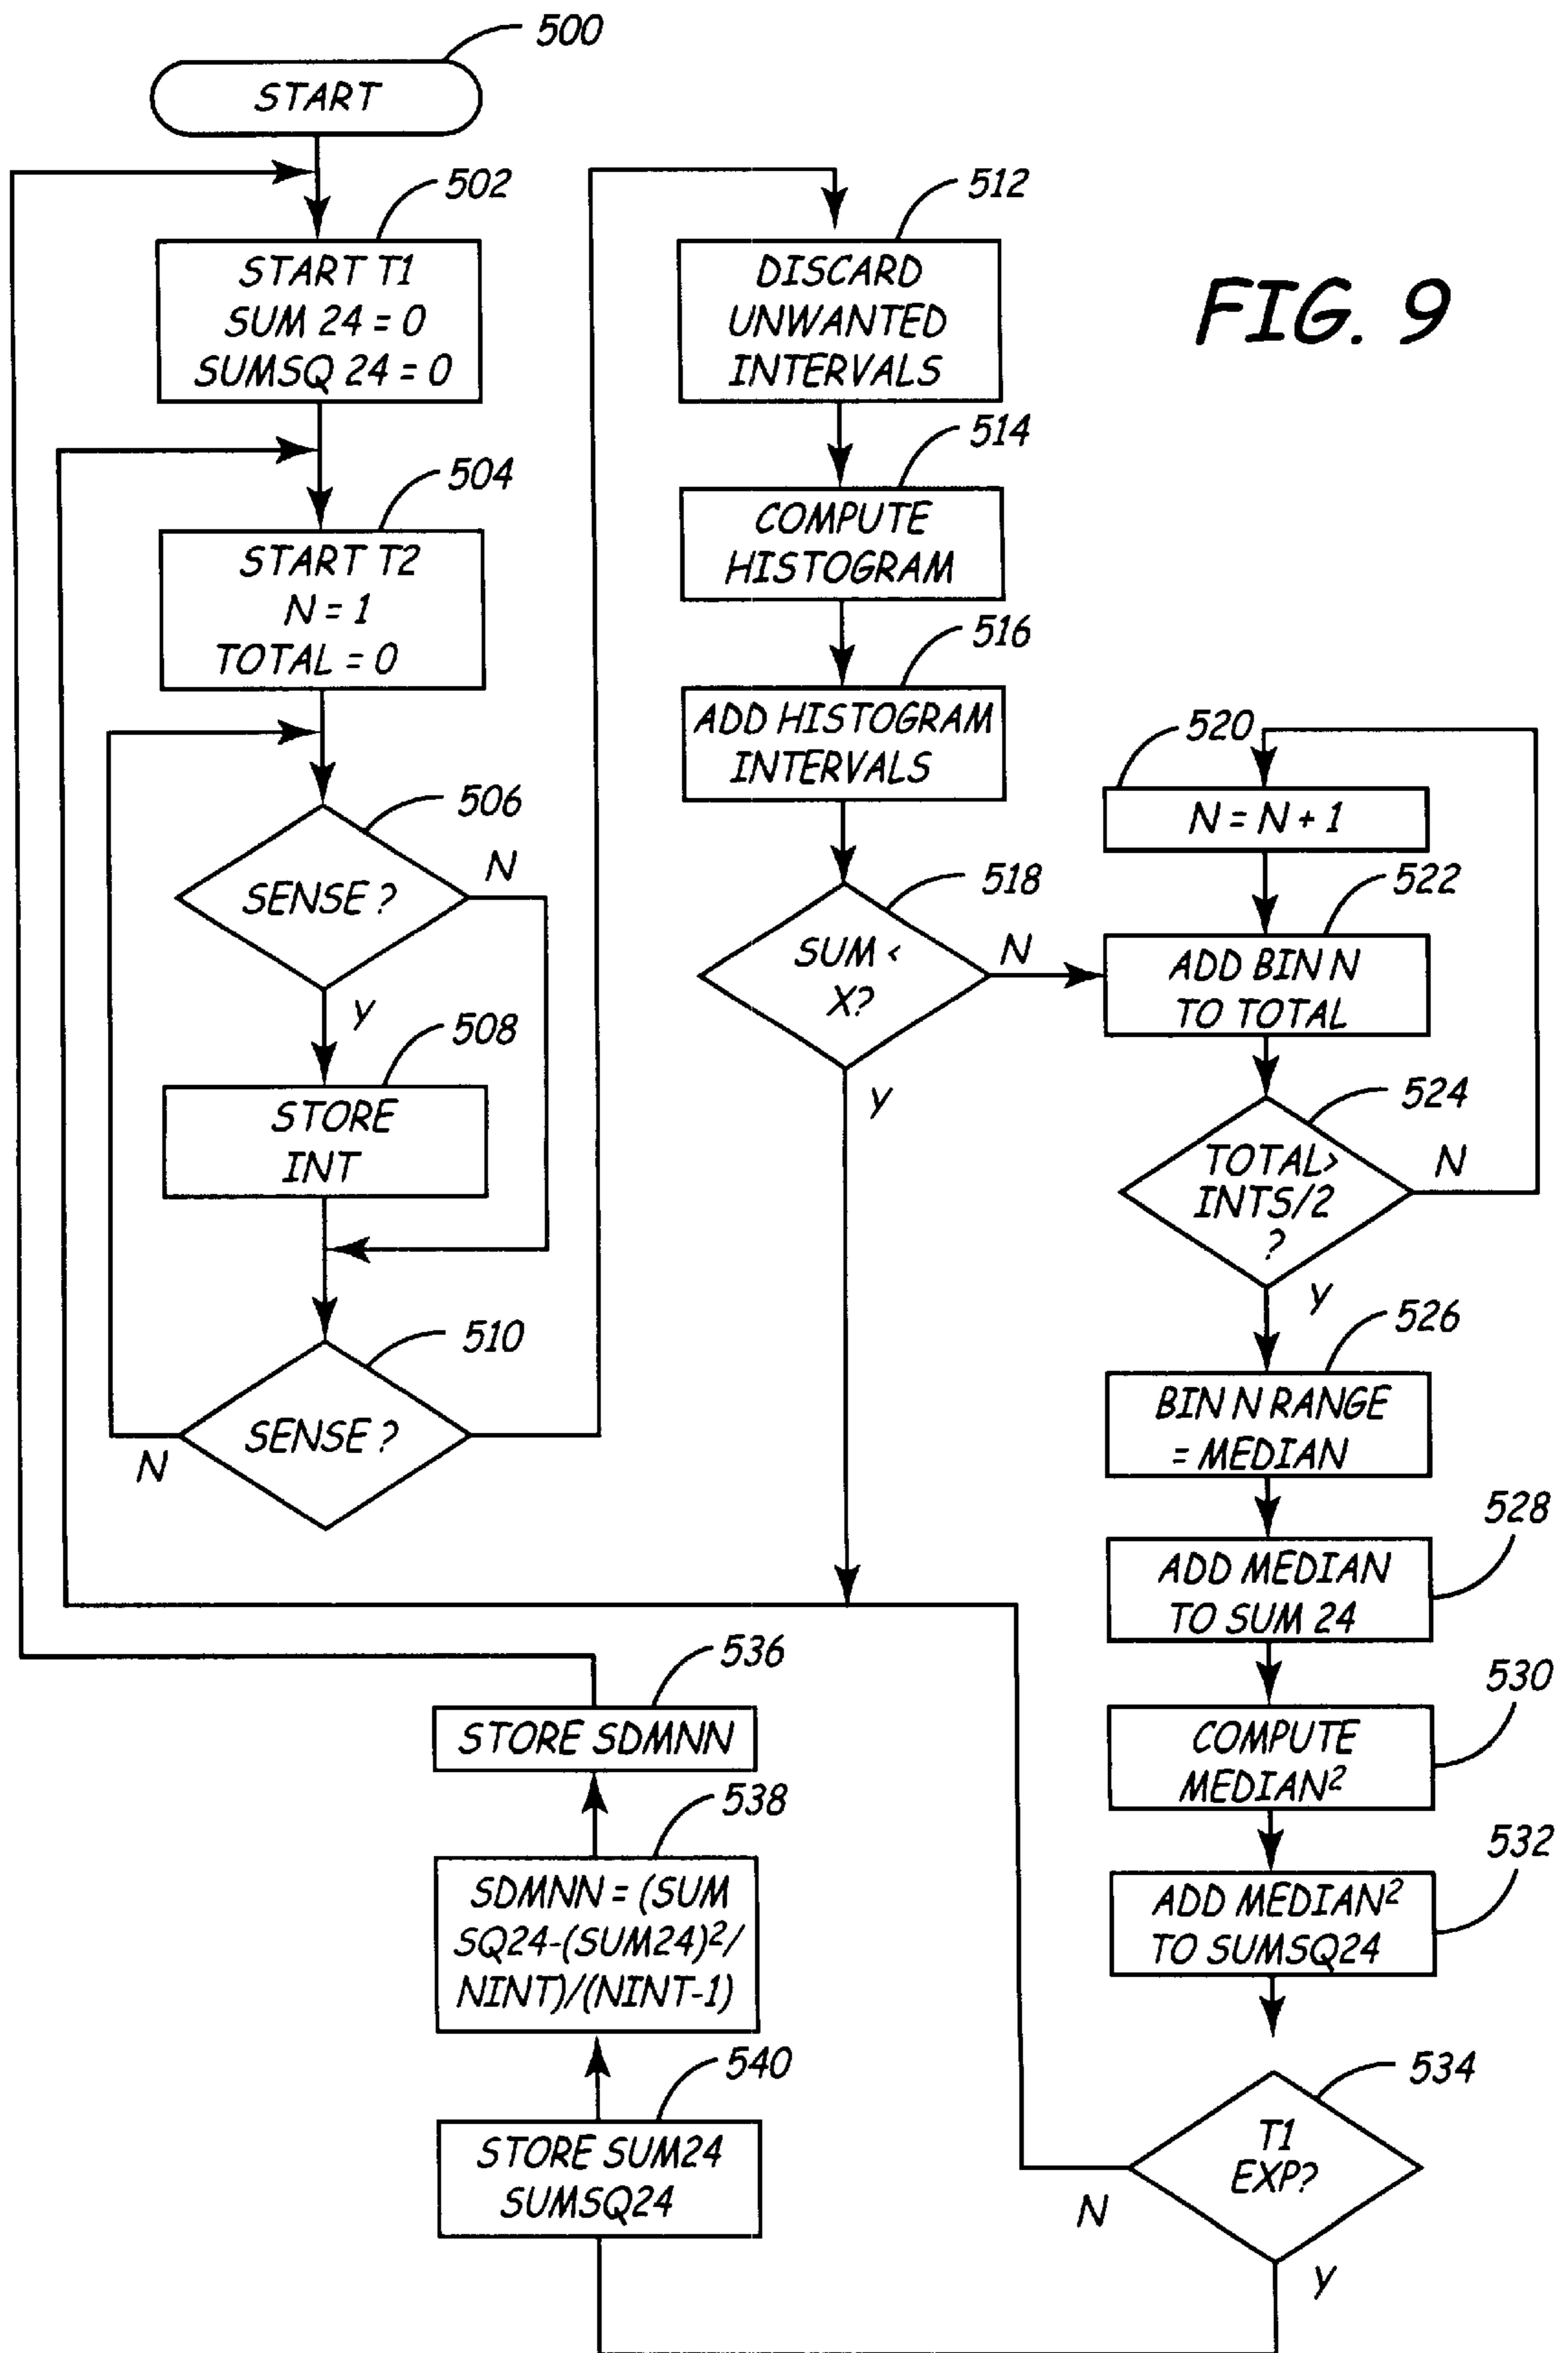 500
START
502
START T1
SUM 24 = 0
SUMSQ 24 = 0
504
START T2
N = 1
TOTAL = 0
506
SENSE ?
N
Y
508
STORE
INT
510
SENSE ?
N
512
DISCARD
UNWANTED
INTERVALS
FIG. 9
514
COMPUTE
HISTOGRAM
516
ADD HISTOGRAM
INTERVALS
518
SUM <
X?
N
Y
520
N = N + 1
522
ADD BIN N
TO TOTAL
524
TOTAL>
INTS/2
?
N
Y
526
BIN N RANGE
= MEDIAN
528
ADD MEDIAN
TO SUM 24
530
COMPUTE
MEDIAN²
532
ADD MEDIAN²
TO SUMSQ24
534
T1
EXP?
N
Y
536
STORE SDMNN
538
SDMNN = (SUM
SQ24-(SUM24)²/
NINT)/(NINT-1)
540
STORE SUM24
SUMSQ24